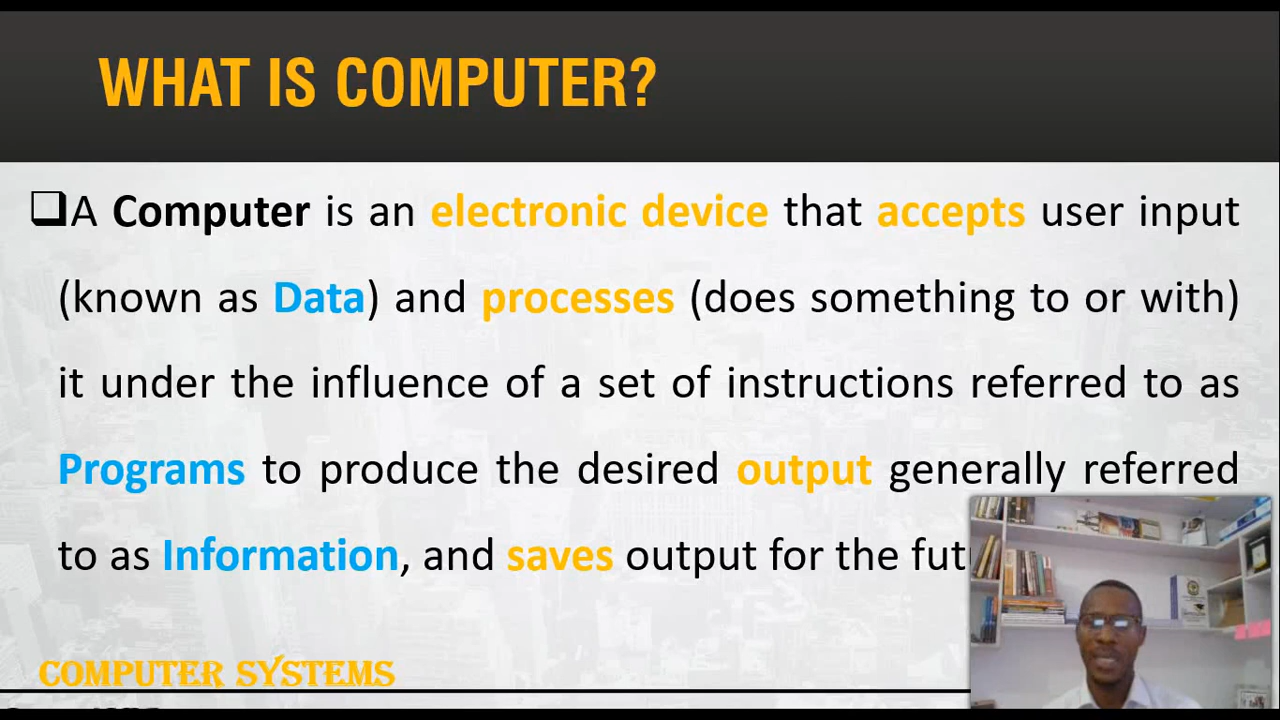 WHAT IS COMPUTER?
A Computer is an electronic device that accepts user input
(known as Data) and processes (does something to or with)
it under the influence of a set of instructions referred to as
Programs to produce the desired output generally referred
to as Information, and saves output for the
COMPUTER SYSTEMS